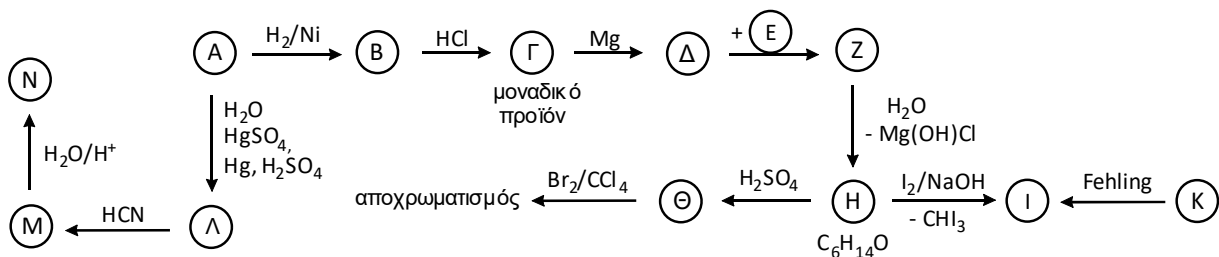 Α H₂/Ni Β HCl Γ Mg Δ + Ε Ζ
μοναδικό
προϊόν
Ν
H₂O/H⁺
H₂O
HgSO₄,
Hg, H₂SO₄
H₂O
- Mg(OH)Cl
αποχρωματισμός Br₂/CCl₄ Θ H₂SO₄ Η I₂/NaOH Ι Fehling Κ
- CHI₃
C₆H₁₄O
Μ HCN Λ